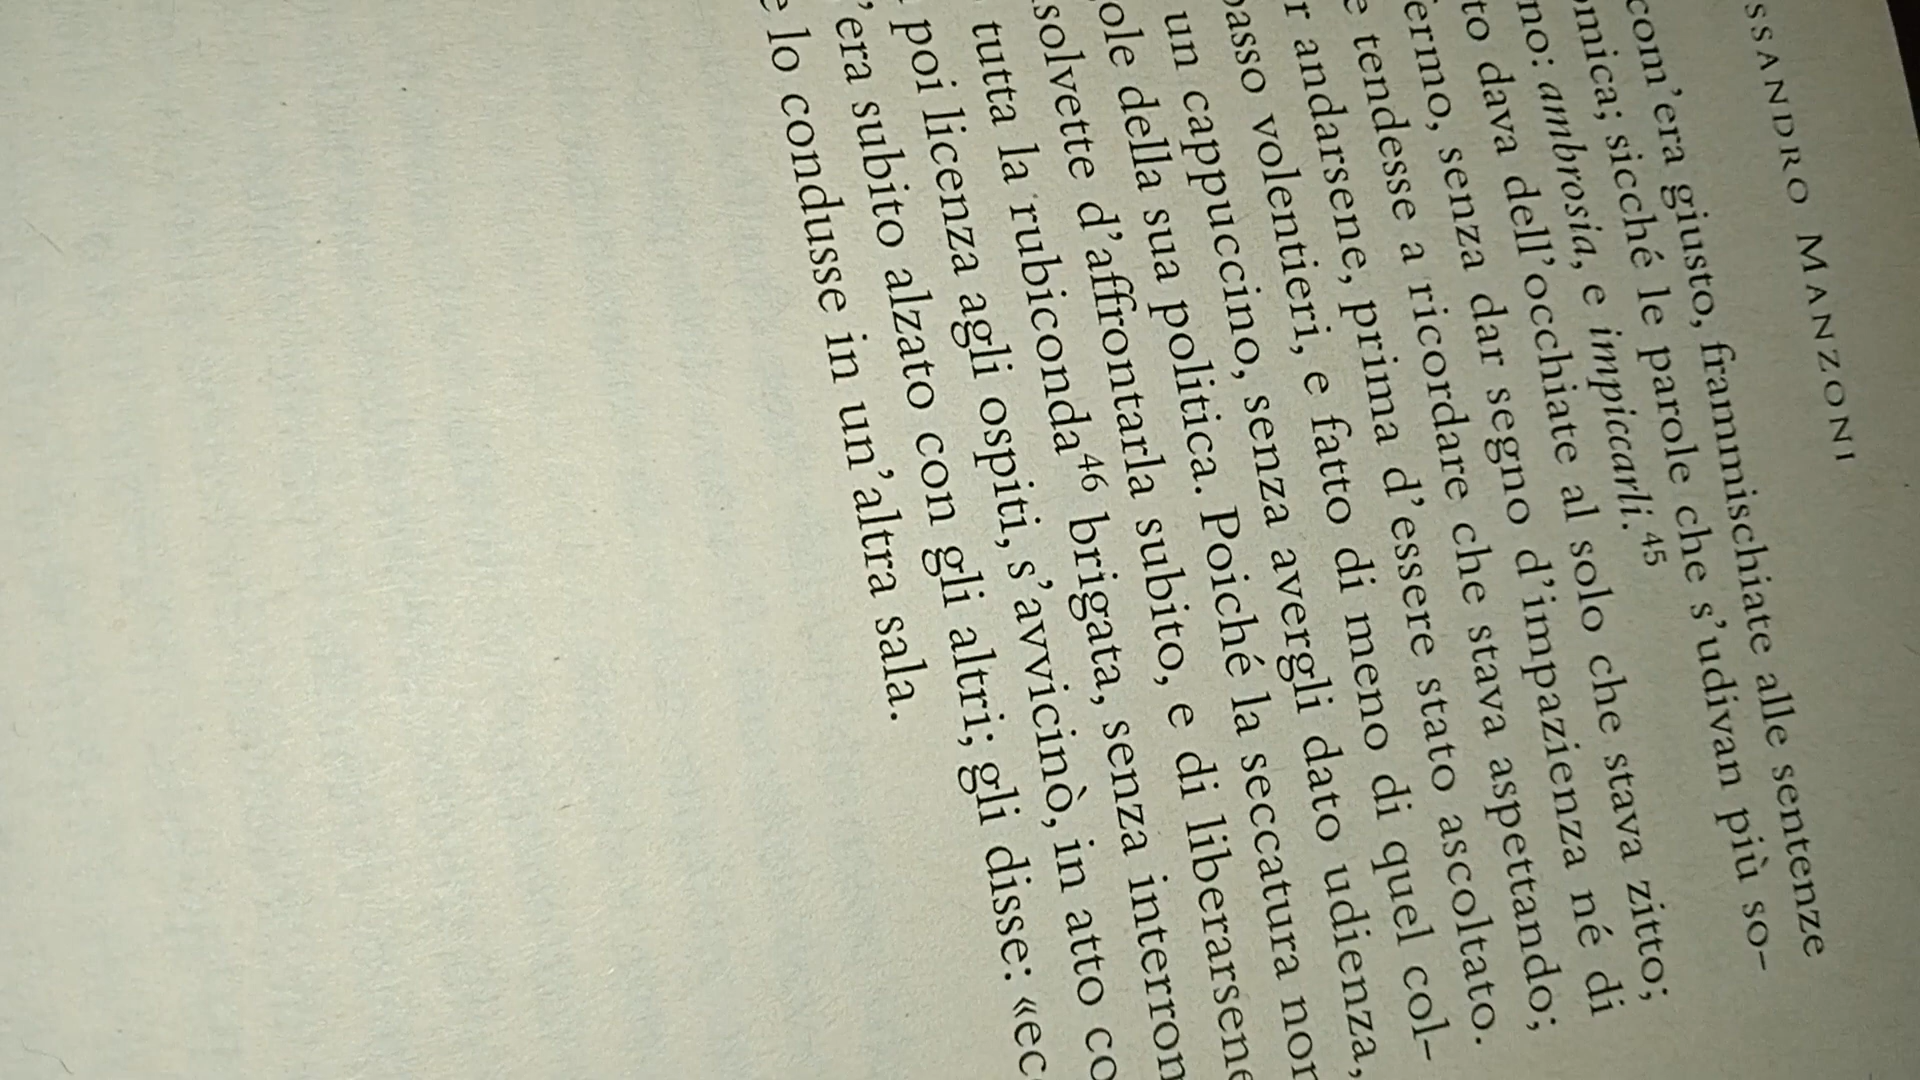 SSANDRO MANZONI
com'era giusto, frammischiate alle sentenze
omica; sicché le parole che s'udivan più so-
no: ambrosia, e impiccarli.45
to dava dell'occhiate al solo che stava zitto;
ermo, senza dar segno d'impazienza né di
e tendesse a ricordare che stava aspettando;
r andarsene, prima d'essere stato ascoltato.
passo volentieri, e fatto di meno di quel col-
un cappuccino, senza avergli dato udienza,
ole della sua politica. Poiché la seccatura non
solvette d'affrontarla subito, e di liberarsene
tutta la rubiconda46 brigata, senza interrom
poi licenza agli ospiti, s'avvicinò, in atto co
'era subito alzato con gli altri; gli disse: «ec
e lo condusse in un'altra sala.